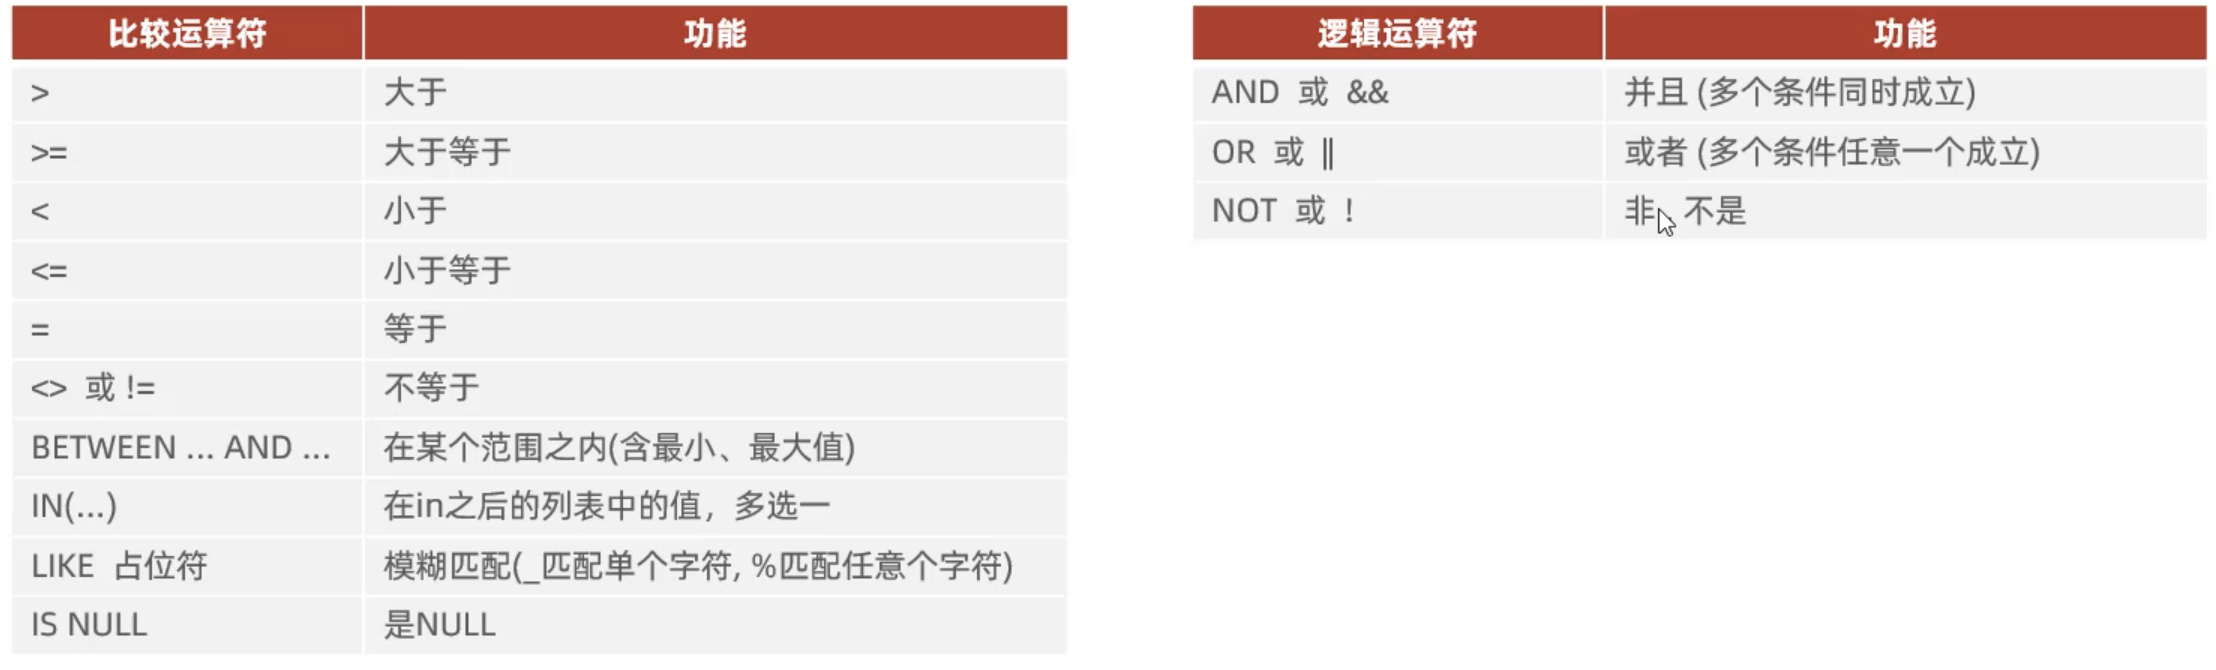 比较运算符 功能
> 大于
>= 大于等于
< 小于
<= 小于等于
= 等于
<> 或 != 不等于
BETWEEN ... AND ... 在某个范围之内(含最小、最大值)
IN(...) 在in之后的列表中的值，多选一
LIKE 占位符 模糊匹配(_匹配单个字符, %匹配任意个字符)
IS NULL 是NULL
逻辑运算符 功能
AND 或 && 并且 (多个条件同时成立)
OR 或 || 或者 (多个条件任意一个成立)
NOT 或 ! 非 不是